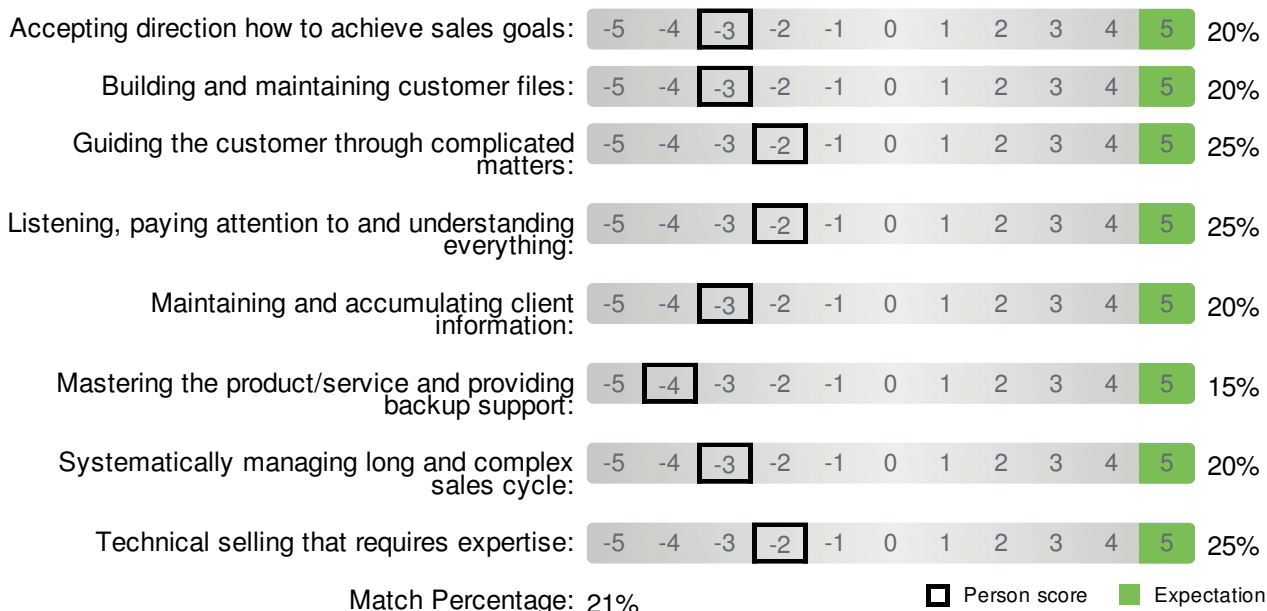 Accepting direction how to achieve sales goals: -5 -4 -3 -2 -1 0 1 2 3 4 5 20%
Building and maintaining customer files: -5 -4 -3 -2 -1 0 1 2 3 4 5 20%
Guiding the customer through complicated
matters: -5 -4 -3 -2 -1 0 1 2 3 4 5 25%
Listening, paying attention to and understanding
everything: -5 -4 -3 -2 -1 0 1 2 3 4 5 25%
Maintaining and accumulating client
information: -5 -4 -3 -2 -1 0 1 2 3 4 5 20%
Mastering the product/service and providing
backup support: -5 -4 -3 -2 -1 0 1 2 3 4 5 15%
Systematically managing long and complex
sales cycle: -5 -4 -3 -2 -1 0 1 2 3 4 5 20%
Technical selling that requires expertise: -5 -4 -3 -2 -1 0 1 2 3 4 5 25%
Match Percentage: 21% Person score Expectation